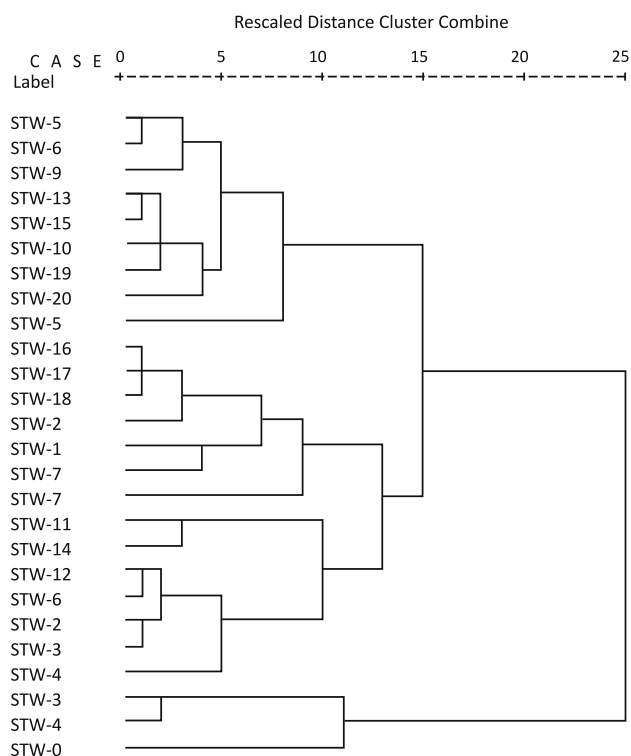 Rescaled Distance Cluster Combine
C A S E 0 5 10 15 20 25
Label
STW-5
STW-6
STW-9
STW-13
STW-15
STW-10
STW-19
STW-20
STW-5
STW-16
STW-17
STW-18
STW-2
STW-1
STW-7
STW-7
STW-11
STW-14
STW-12
STW-6
STW-2
STW-3
STW-4
STW-3
STW-4
STW-0